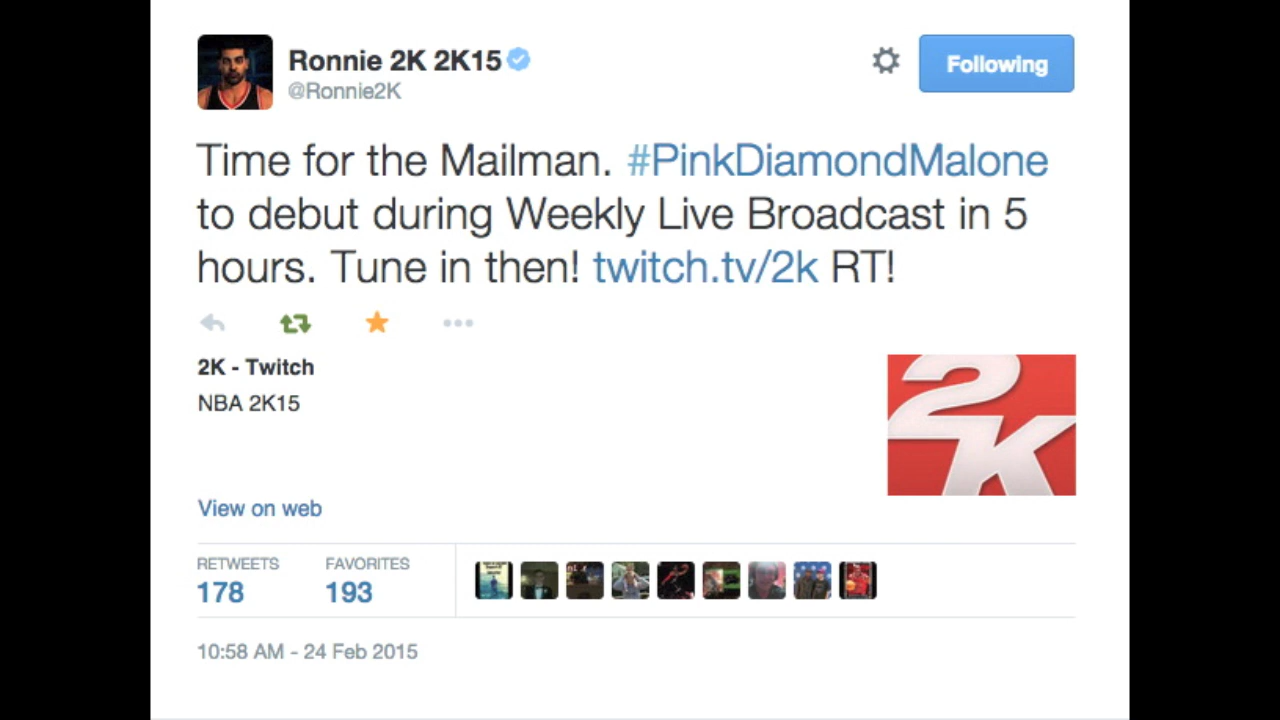 Ronnie 2K 2K15
@Ronnie2K
Following
Time for the Mailman. #PinkDiamondMalone
to debut during Weekly Live Broadcast in 5
hours. Tune in then! twitch.tv/2k RT!
2K - Twitch
NBA 2K15
2K
View on web
RETWEETS
178
FAVORITES
193
10:58 AM - 24 Feb 2015